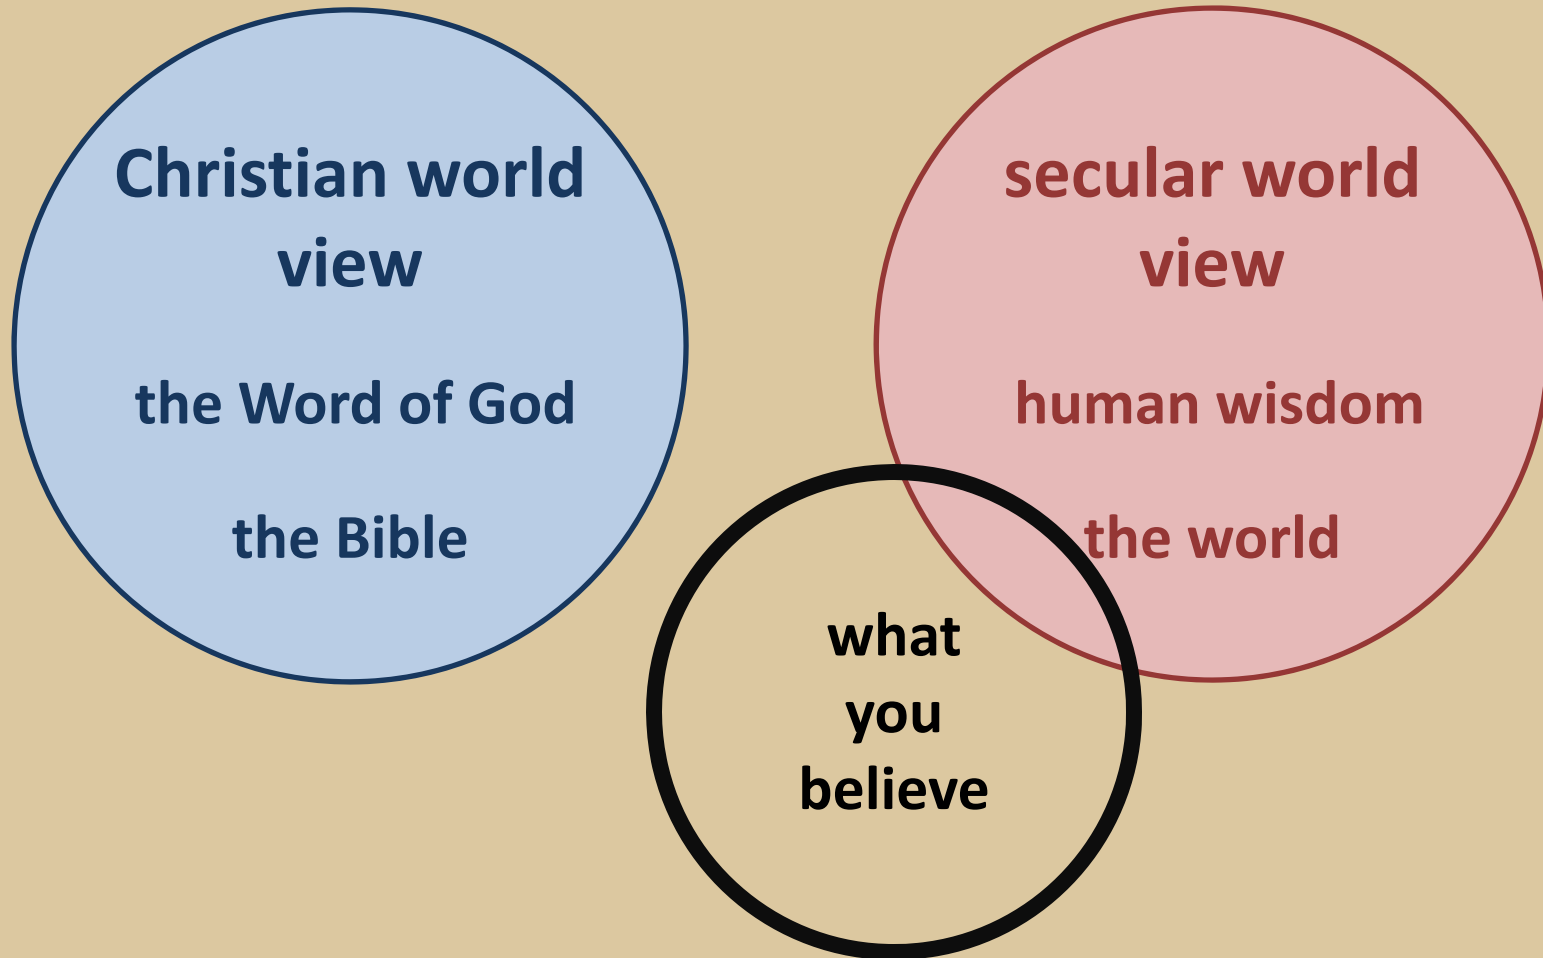 Christian world
view
the Word of God
the Bible
secular world
view
human wisdom
the world
what
you
believe